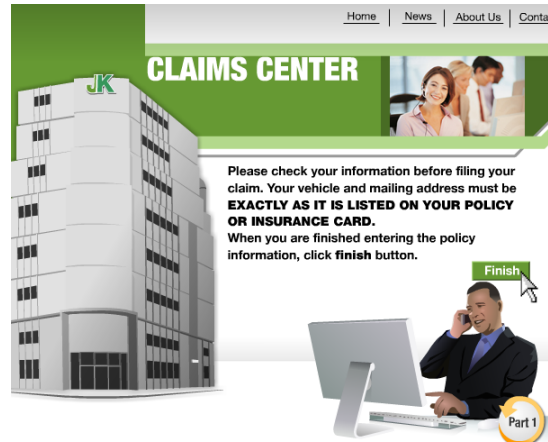 Home | News | About Us | Conta
CLAIMS CENTER
JK
Please check your information before filing your
claim. Your vehicle and mailing address must be
EXACTLY AS IT IS LISTED ON YOUR POLICY
OR INSURANCE CARD.
When you are finished entering the policy
information, click finish button.
Finish
Part 1